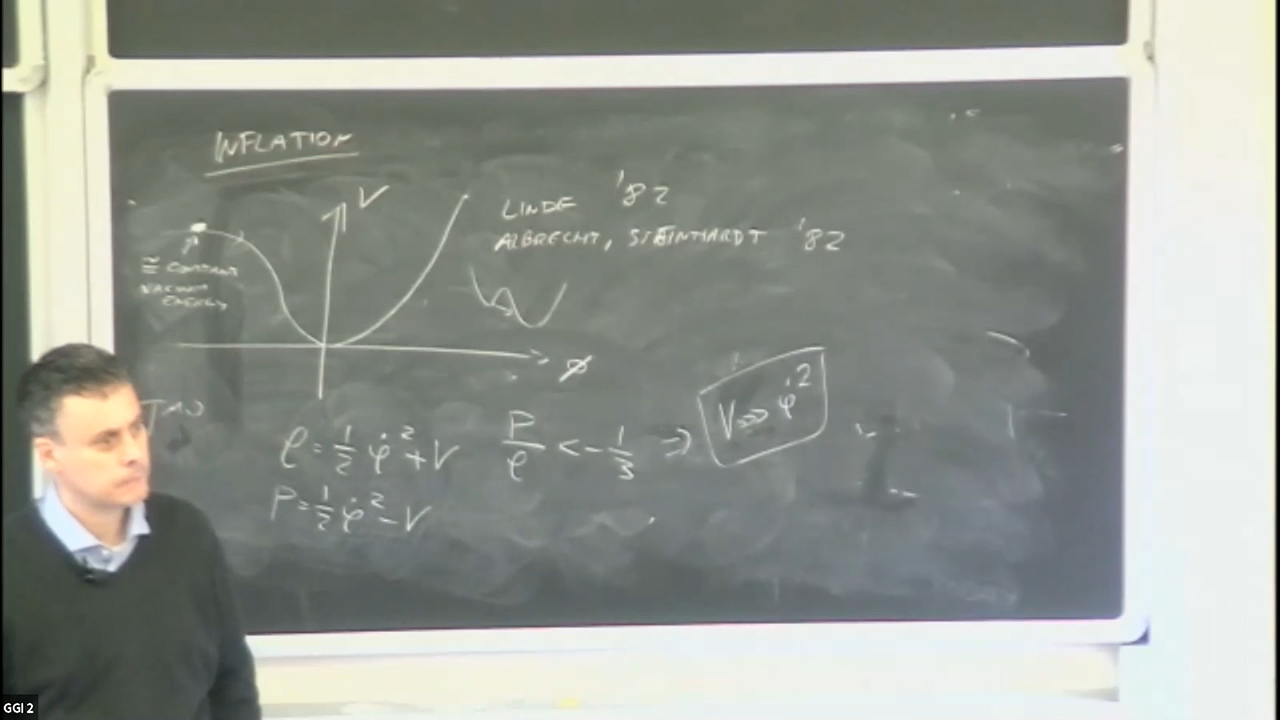 INFLATION
V
LINDE '82
ALBRECHT, STEINHARDT '82
≅ CONSTANT
VACUUM
ENERGY
φ
ρ = 1/2 φ̇² + V
P/ρ < -1/3 ⇒ V >> φ̇²
P = 1/2 φ̇² - V
GGI 2